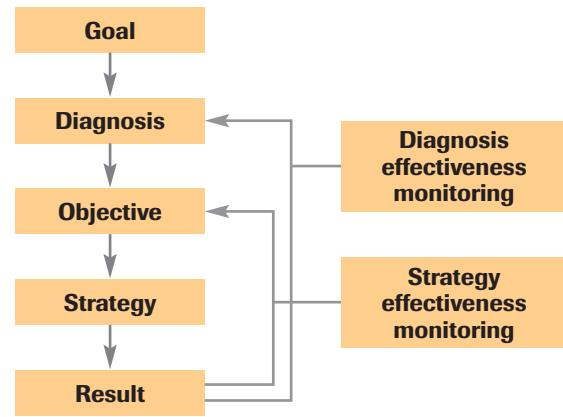 Goal
Diagnosis
Objective
Strategy
Result
Diagnosis
effectiveness
monitoring
Strategy
effectiveness
monitoring